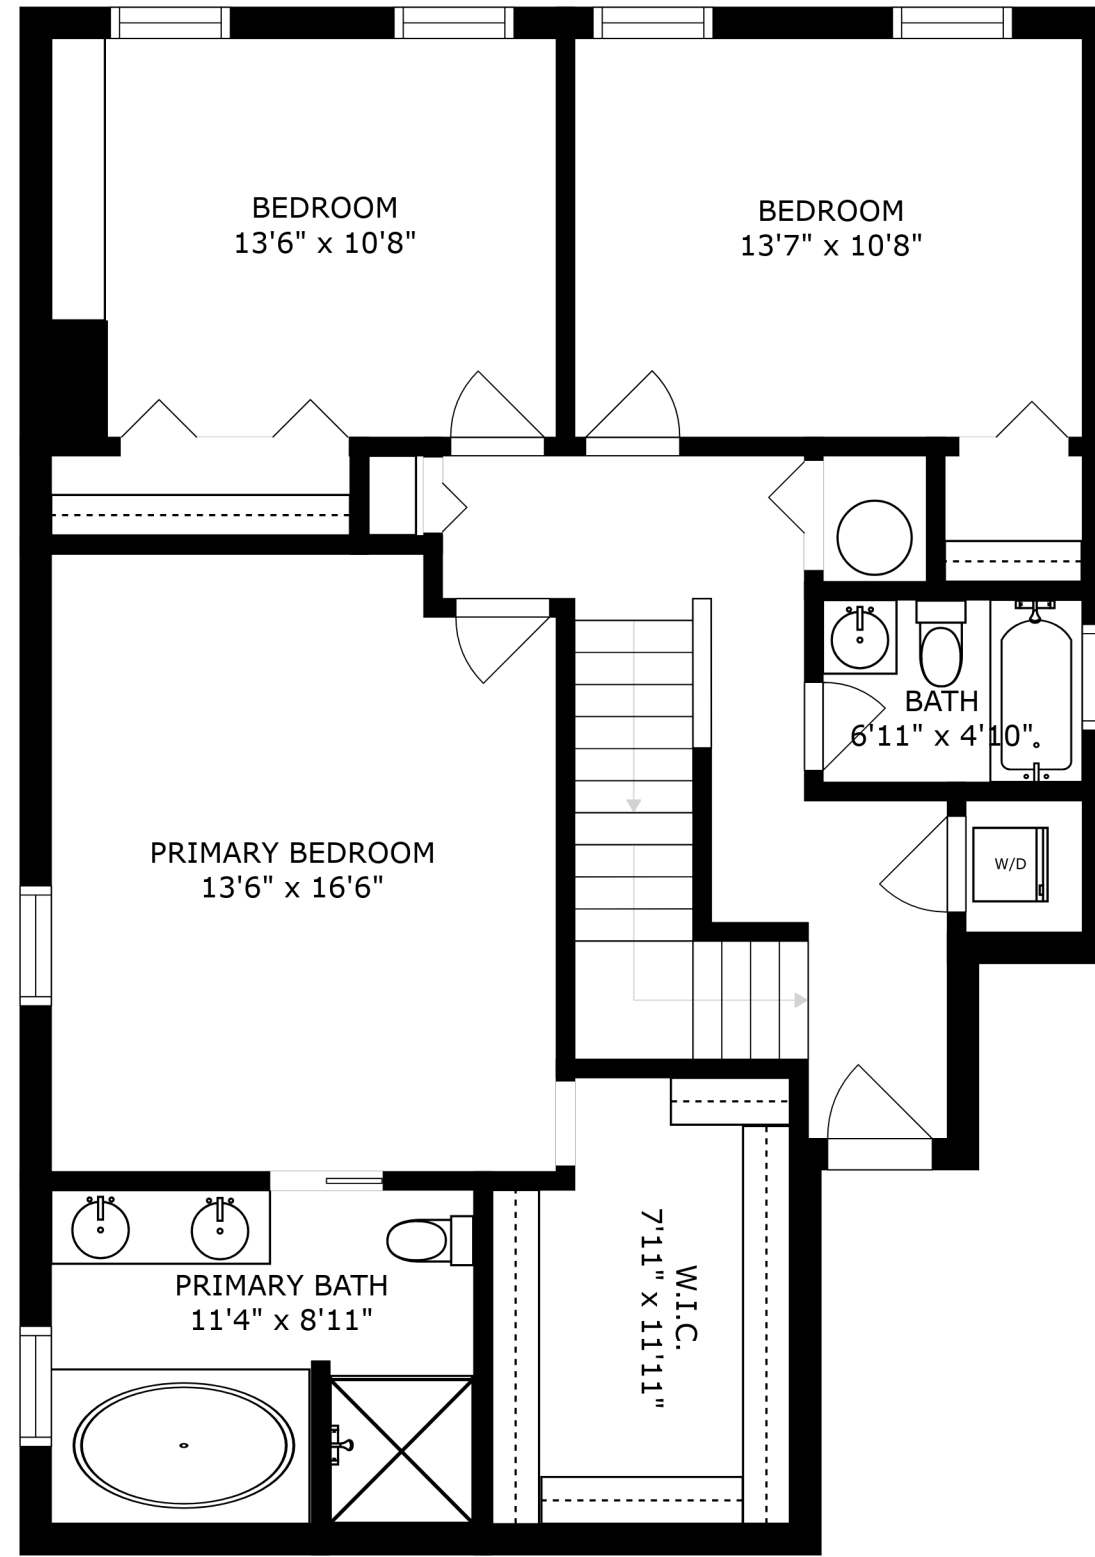 BEDROOM
13'6" x 10'8"
BEDROOM
13'7" x 10'8"
BATH
6'11" x 4'10"
PRIMARY BEDROOM
13'6" x 16'6"
W/D
PRIMARY BATH
11'4" x 8'11"
W.I.C.
7'11" x 11'11"